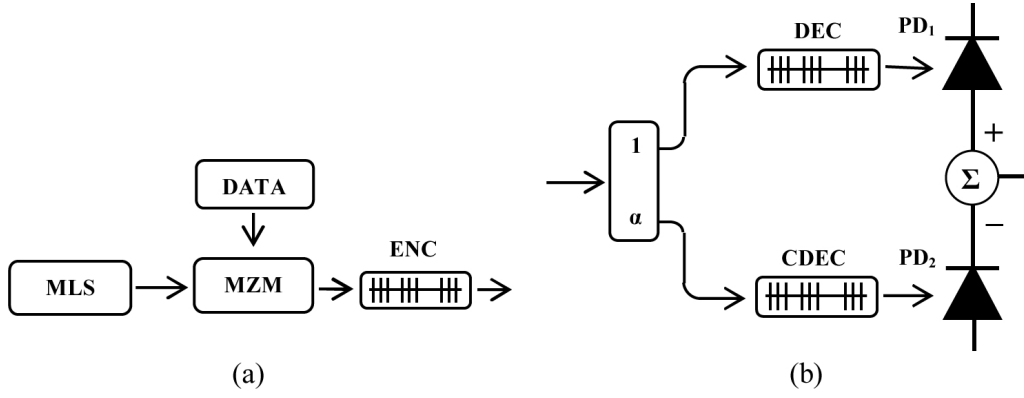 DATA
ENC
MLS
MZM
(a)
DEC
PD₁
1
+
Σ
α
−
CDEC
PD₂
(b)